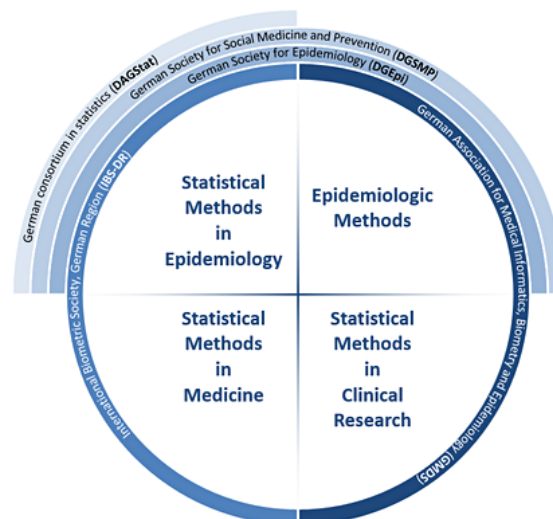 German consortium in statistics (DAGStat)
German Society for Social Medicine and Prevention (DGSMP)
German Society for Epidemiology (DGEpi)
International Biometric Society, German Region (IBS-DR)
German Association for Medical Informatics, Biometry and Epidemiology (GMDS)
Statistical
Methods
in
Epidemiology
Epidemiologic
Methods
Statistical
Methods
in
Medicine
Statistical
Methods
in
Clinical
Research